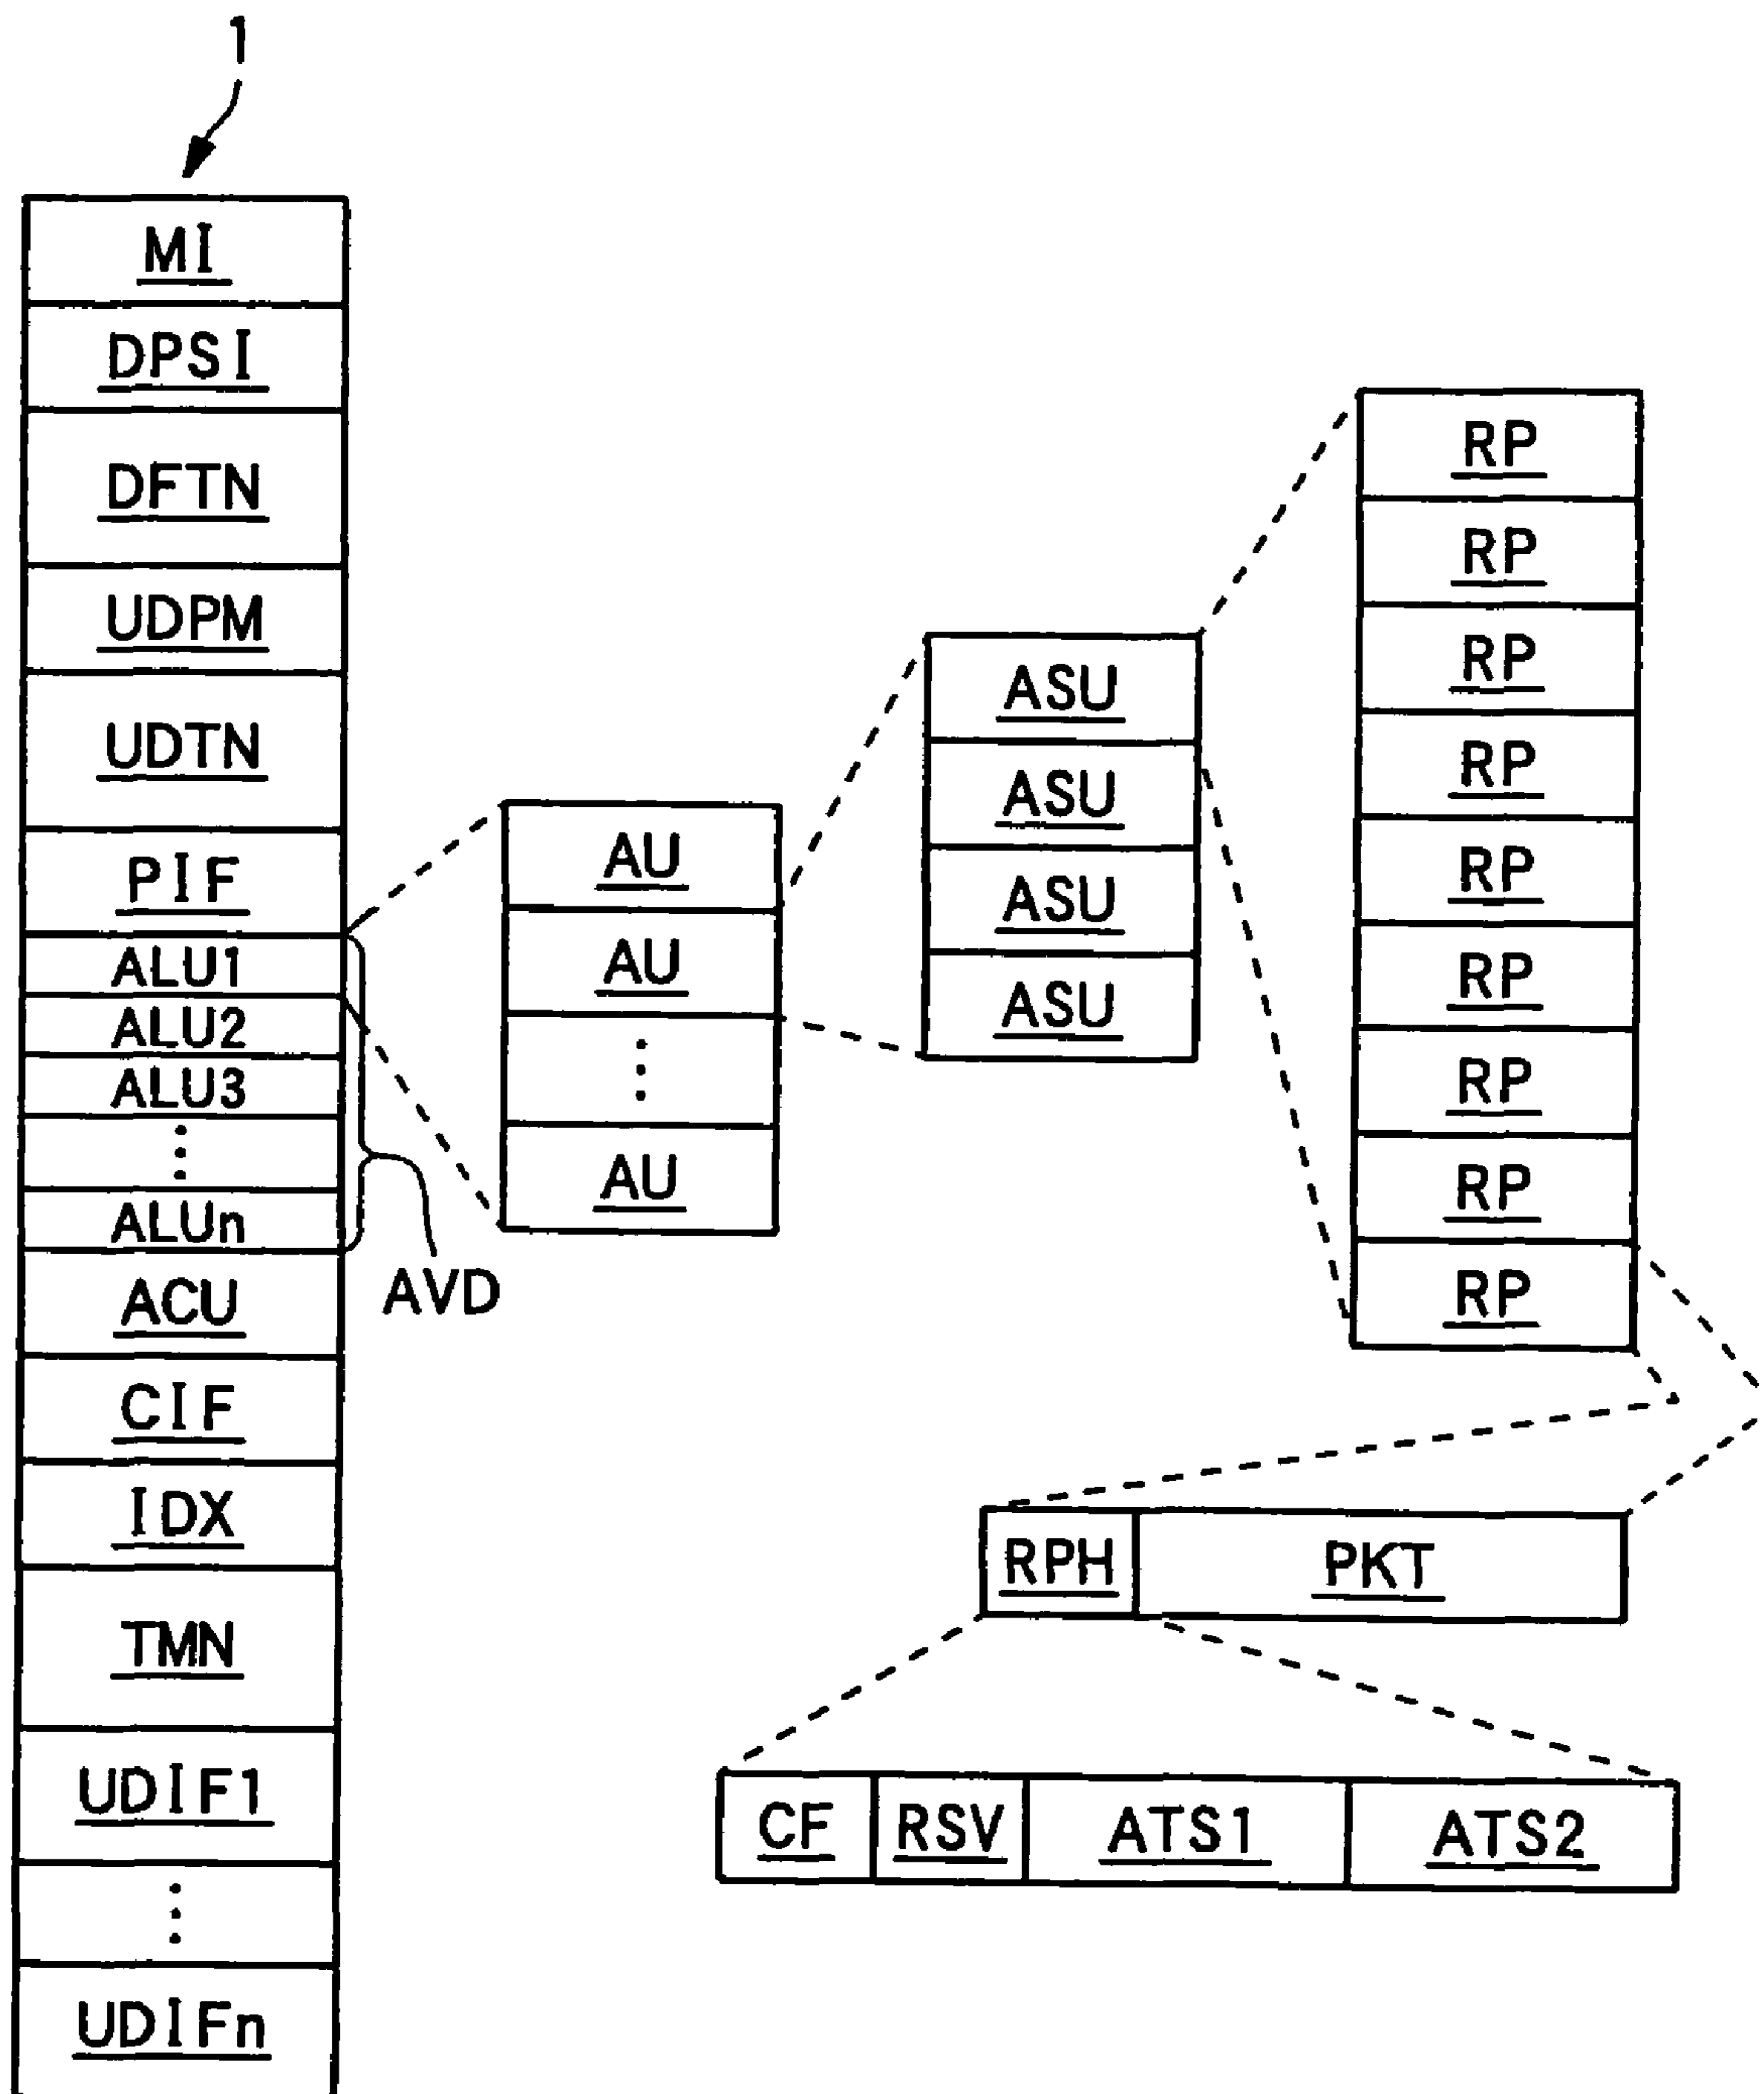 1
MI
DPSI
DFTN
UDPM
UDTN
PIF
ALU1
ALU2
ALU3
⋮
ALUn
ACU
CIF
IDX
TMN
UDIF1
⋮
UDIFn
AVD
AU
AU
⋮
AU
ASU
ASU
ASU
ASU
RP
RP
RP
RP
RP
RP
RP
RP
RP
RPH PKT
CF RSV ATS1 ATS2